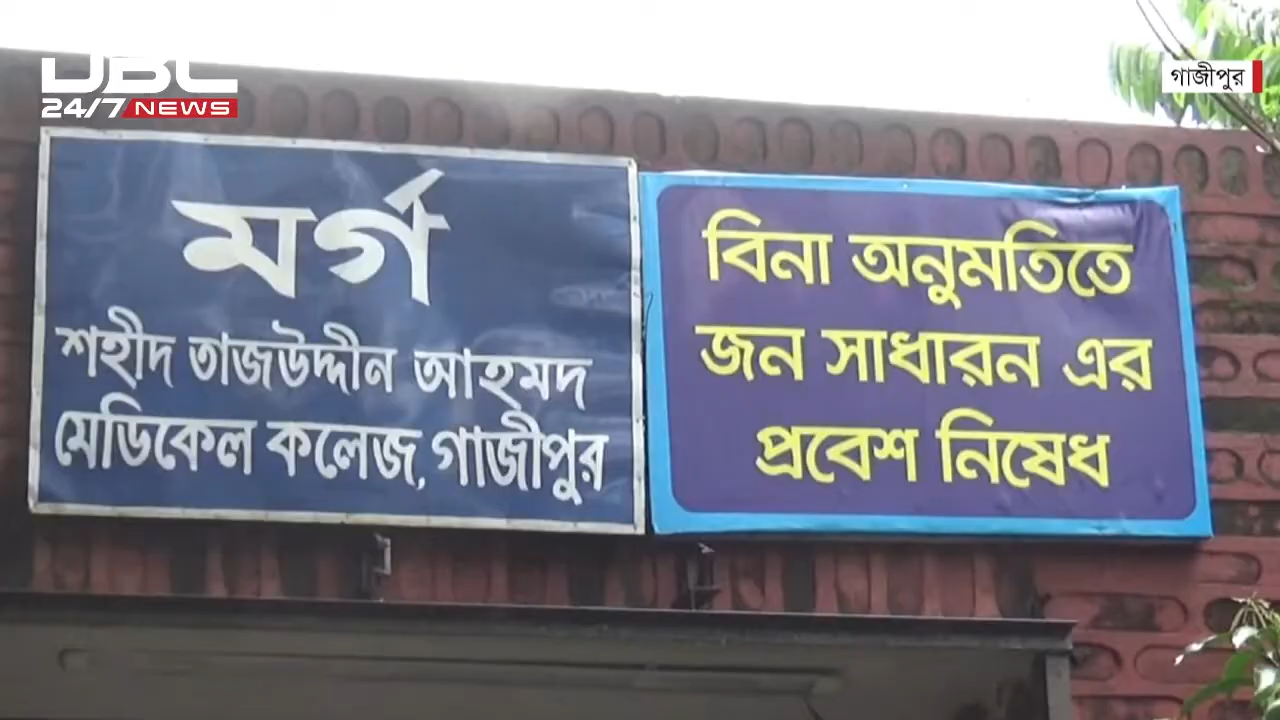 DBC
24/7 NEWS
গাজীপুর
মর্গ
শহীদ তাজউদ্দীন আহমদ
মেডিকেল কলেজ, গাজীপুর
বিনা অনুমতিতে
জন সাধারন এর
প্রবেশ নিষেধ